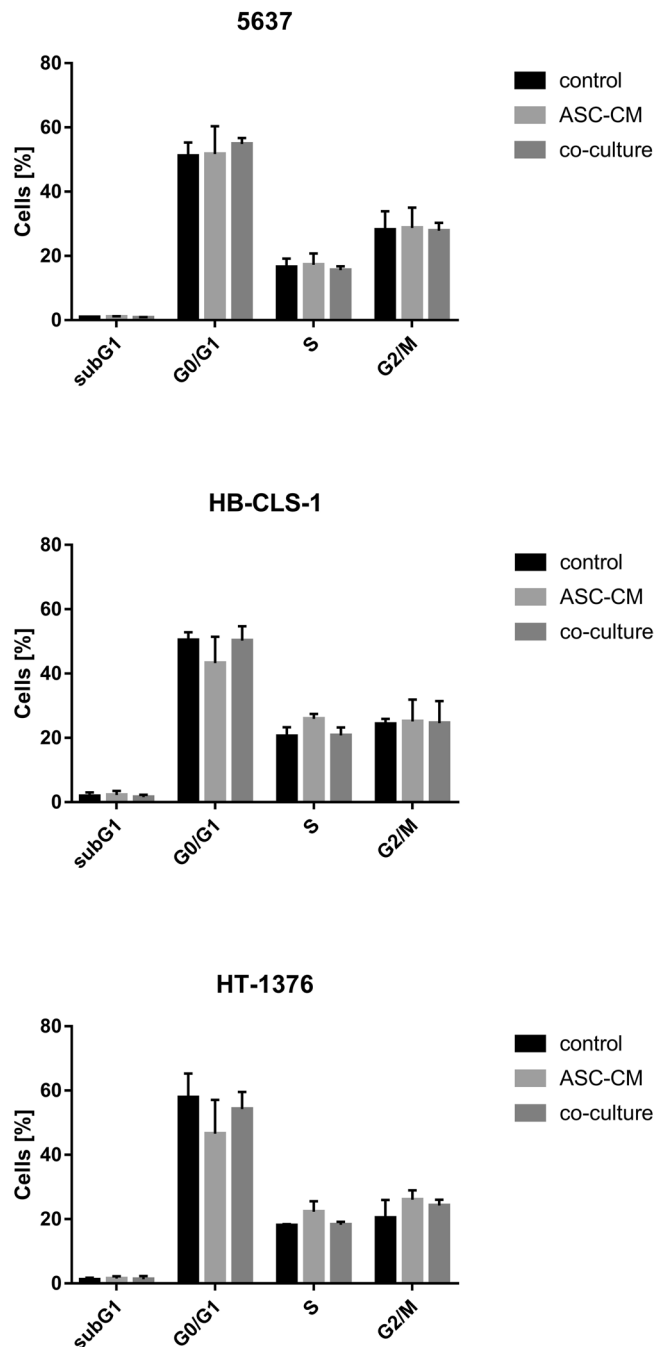 5637
Cells [%]
80
60
40
20
0
subG1
G0/G1
S
G2/M
control
ASC-CM
co-culture
HB-CLS-1
Cells [%]
80
60
40
20
0
subG1
G0/G1
S
G2/M
control
ASC-CM
co-culture
HT-1376
Cells [%]
80
60
40
20
0
subG1
G0/G1
S
G2/M
control
ASC-CM
co-culture